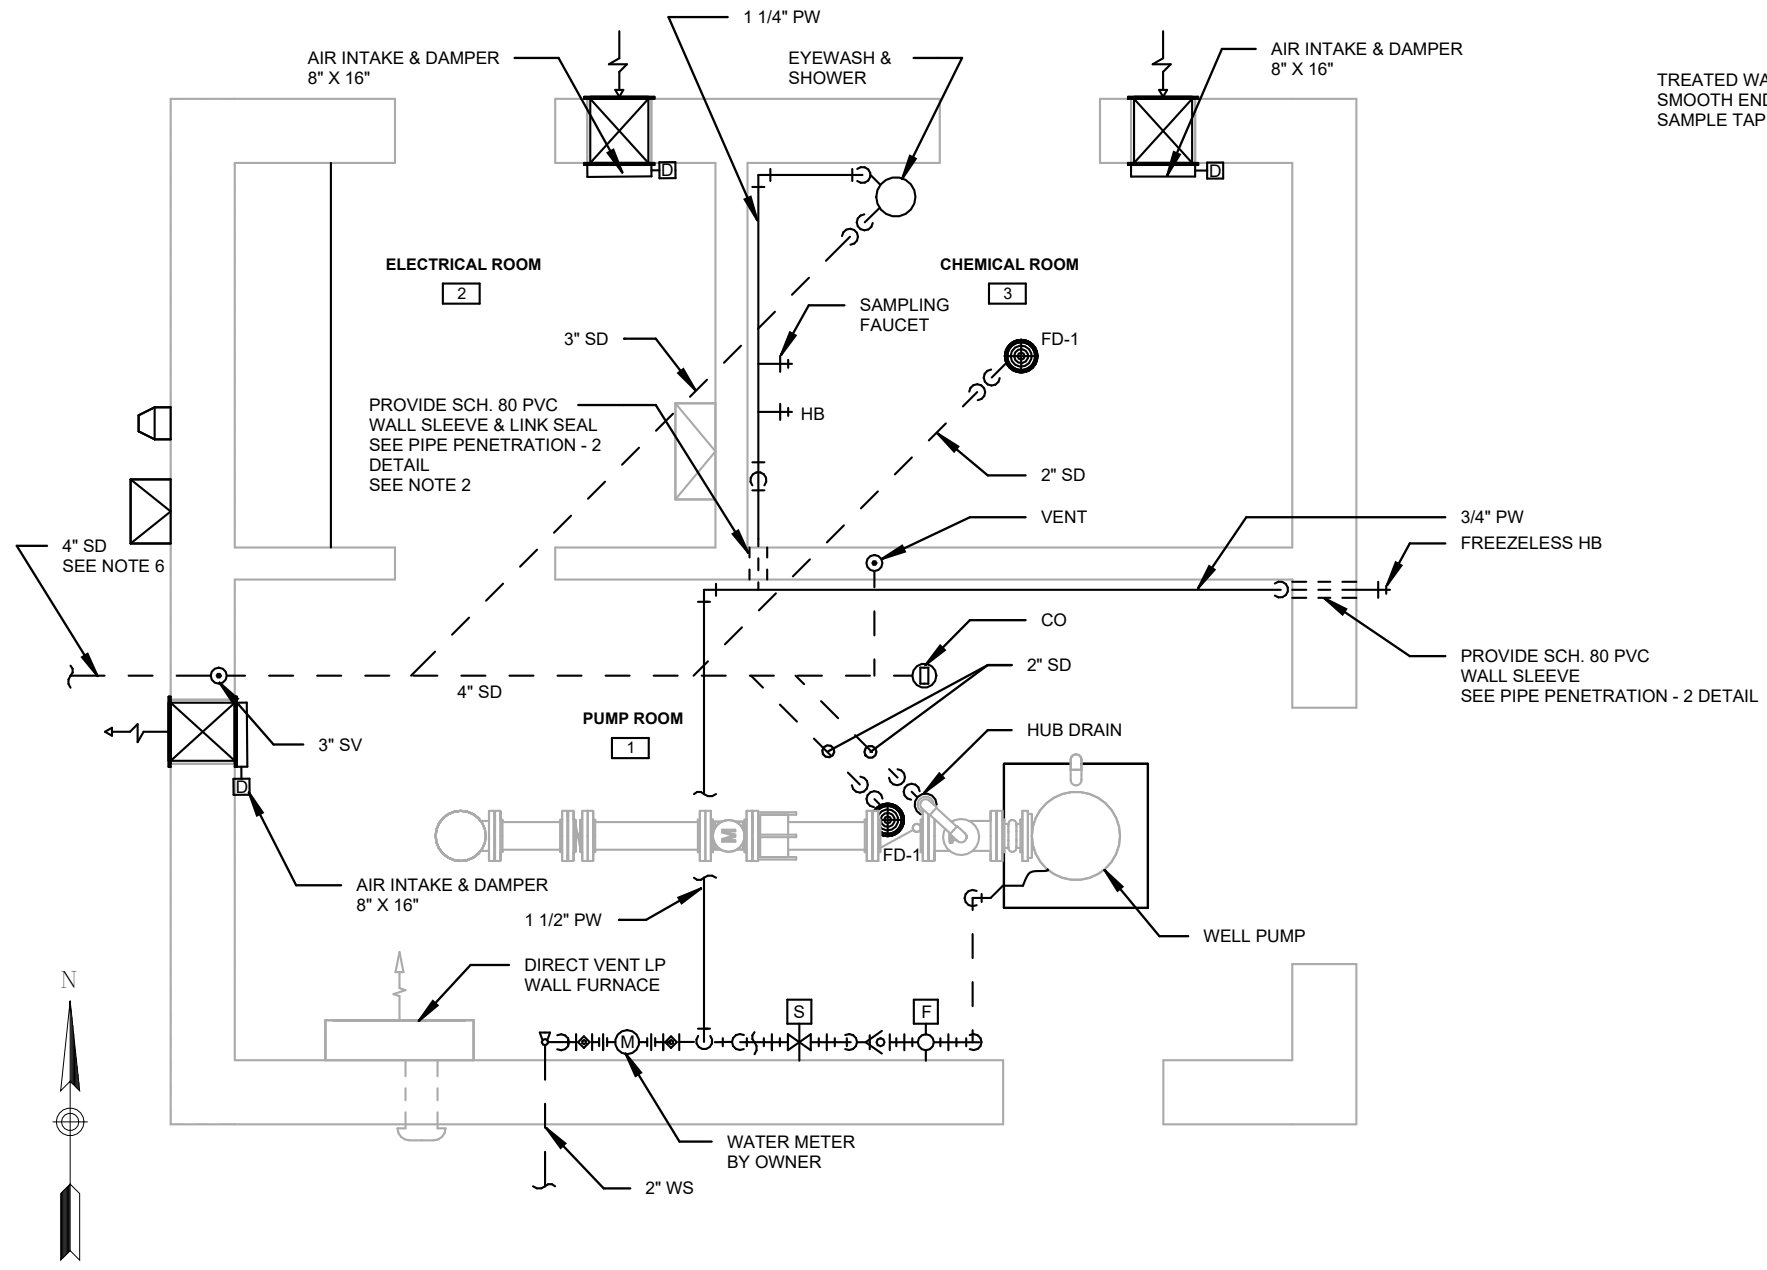 1 1/4" PW
AIR INTAKE & DAMPER
8" X 16"
EYEWASH &
SHOWER
AIR INTAKE & DAMPER
8" X 16"
TREATED WA
SMOOTH END
SAMPLE TAP
D
D
ELECTRICAL ROOM
2
CHEMICAL ROOM
3
SAMPLING
FAUCET
3" SD
FD-1
PROVIDE SCH. 80 PVC
WALL SLEEVE & LINK SEAL
SEE PIPE PENETRATION - 2
DETAIL
SEE NOTE 2
HB
2" SD
VENT
3/4" PW
FREEZELESS HB
4" SD
SEE NOTE 6
CO
2" SD
PROVIDE SCH. 80 PVC
WALL SLEEVE
SEE PIPE PENETRATION - 2 DETAIL
4" SD
PUMP ROOM
1
HUB DRAIN
3" SV
D
M
FD-1
AIR INTAKE & DAMPER
8" X 16"
1 1/2" PW
WELL PUMP
DIRECT VENT LP
WALL FURNACE
N
S
F
M
WATER METER
BY OWNER
2" WS